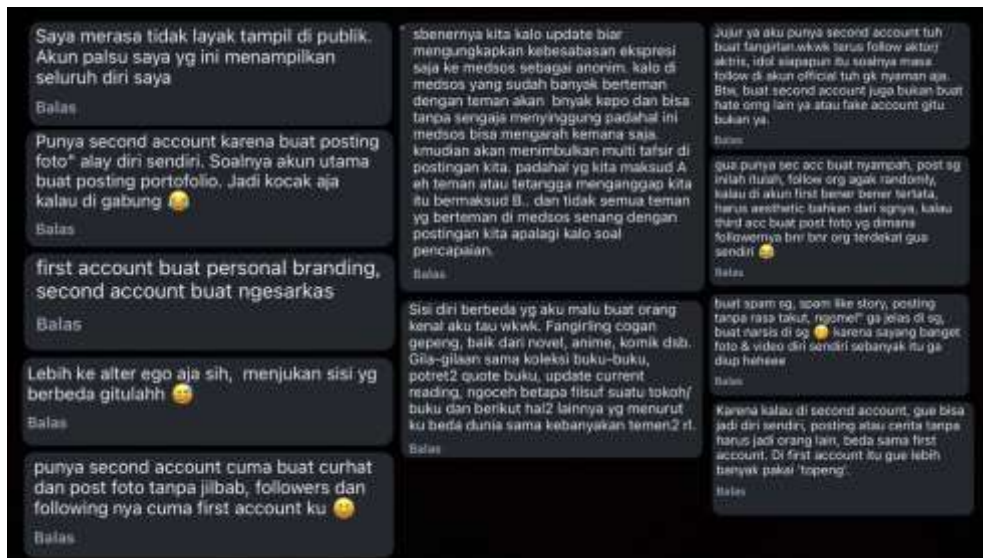 Saya merasa tidak layak tampil di publik.
Akun palsu saya yg ini menampilkan
seluruh diri saya
Balas
Punya second account karena buat posting
foto" alay diri sendiri. Soalnya akun utama
buat posting portofolio. Jadi kocak aja
kalau di gabung 😂
Balas
first account buat personal branding,
second account buat ngesarkas
Balas
Lebih ke alter ego aja sih, menjukan sisi yg
berbeda gitulahh 😅
Balas
punya second account cuma buat curhat
dan post foto tanpa jilbab, followers dan
following nya cuma first account ku 😊
Balas
sbenernya kita kalo update biar
mengungkapkan kebesabasan ekspresi
saja ke medsos sebagai anonim. kalo di
medsos yang sudah banyak berteman
dengan teman akan bnyak kepo dan bisa
tanpa sengaja menyinggung padahal ini
medsos bisa mengarah kemana saja.
kmudian akan menimbulkan multi tafsir di
postingan kita. padahal yg kita maksud A
eh teman atau tetangga menganggap kita
itu bermaksud B.. dan tidak semua teman
yg berteman di medsos senang dengan
postingan kita apalagi kalo soal
pencapaian.
Balas
Sisi diri berbeda yg aku malu buat orang
kenal aku tau wkwk. Fangirling cogan
gepeng, baik dari novel, anime, komik dsb.
Gila-gilaan sama koleksi buku-buku,
potret2 quote buku, update current
reading, ngoceh betapa filsuf suatu tokoh/
buku dan berikut hal2 lainnya yg menurut
ku beda dunia sama kebanyakan temen2 rl.
Balas
Jujur ya aku punya second account tuh
buat fangirlan.wkwk terus follow aktor/
aktris, idol siapapun itu soalnya masa
follow di akun official tuh gk nyaman aja.
Btw, buat second account juga bukan buat
hate orng lain ya atau fake account gitu
bukan ya.
Balas
gua punya sec acc buat nyampah, post sg
inilah itulah, follow org agak randomly,
kalau di akun first bener bener tertata,
harus aesthetic bahkan dari sgnya, kalau
third acc buat post foto yg dimana
followernya bnr bnr org terdekat gua
sendiri 😂
Balas
buat spam sg, spam like story, posting
tanpa rasa takut, ngomel" ga jelas di sg,
buat narsis di sg 😊 karena sayang banget
foto & video diri sendiri sebanyak itu ga
diup heheee
Balas
Karena kalau di second account, gue bisa
jadi diri sendiri, posting atau cerita tanpa
harus jadi orang lain, beda sama first
account. Di first account itu gue lebih
banyak pakai 'topeng'.
Balas